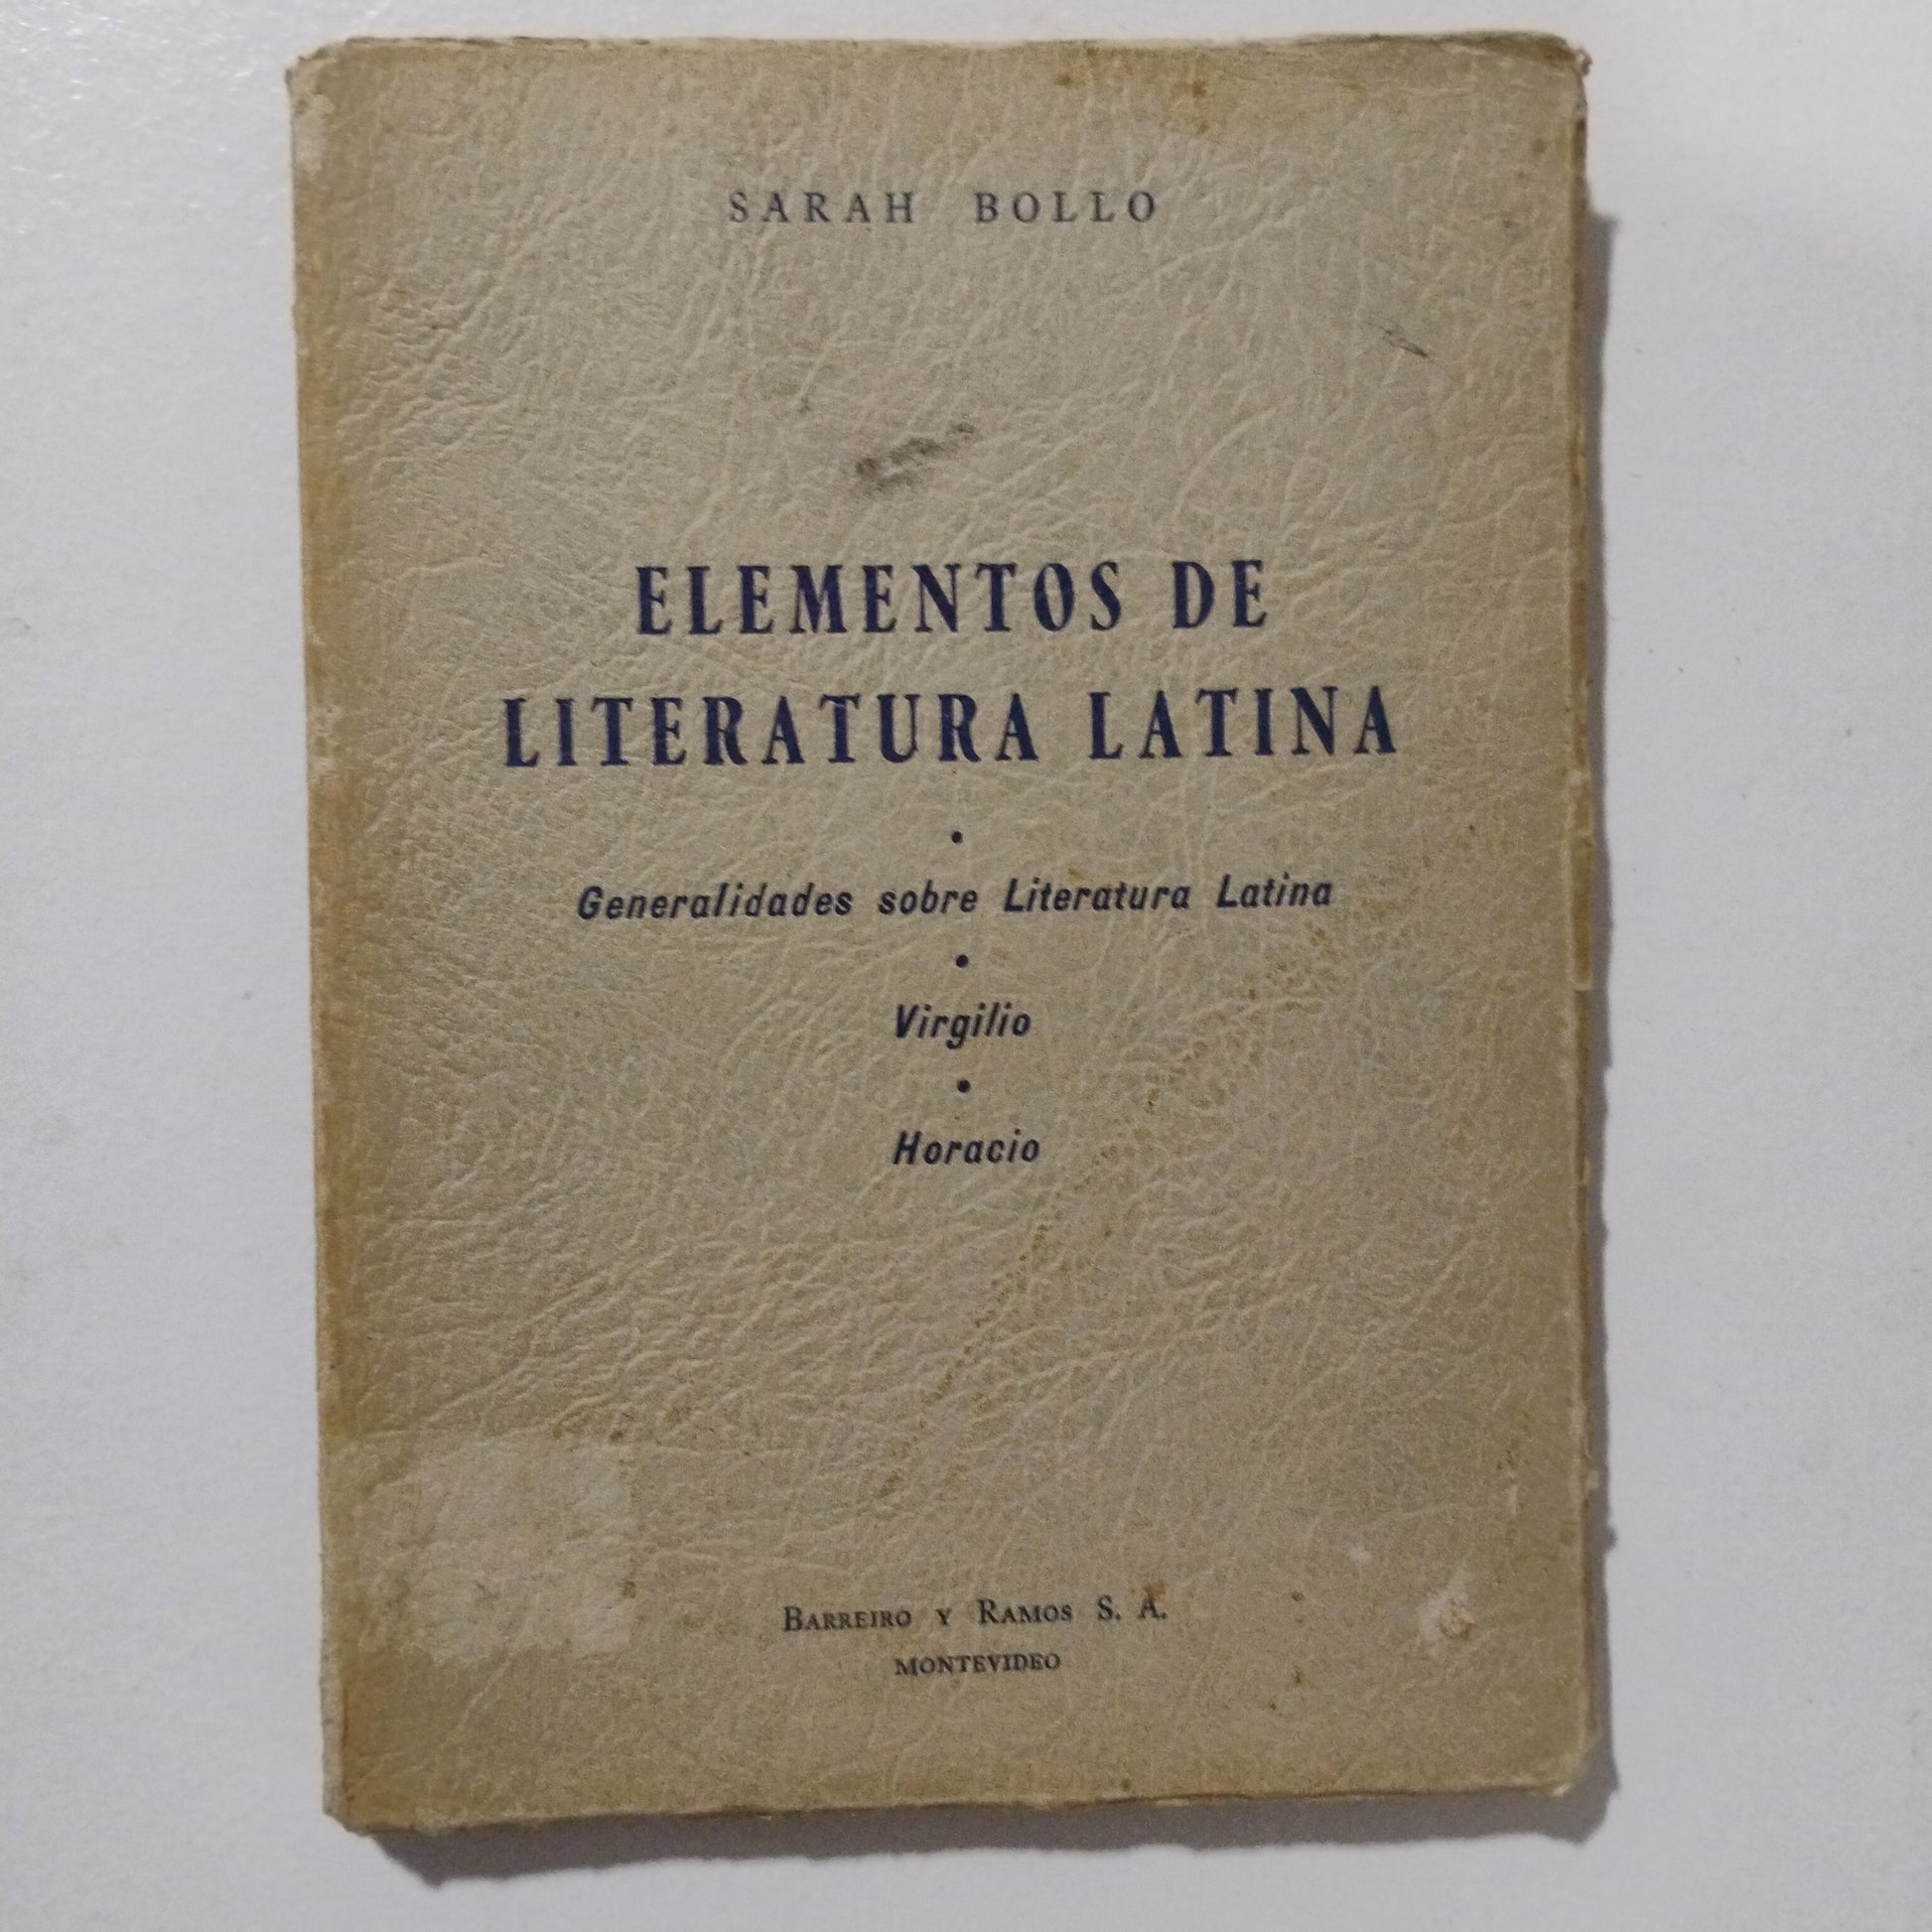 SARAH BOLLO
ELEMENTOS DE
LITERATURA LATINA
•
Generalidades sobre Literatura Latina
•
Virgilio
•
Horacio
BARREIRO Y RAMOS S. A.
MONTEVIDEO